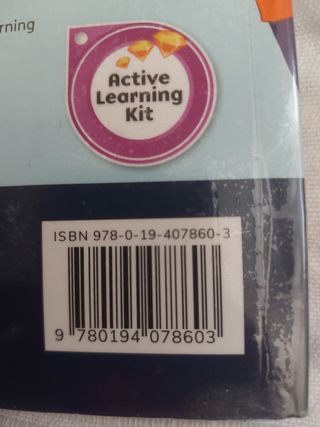 rning
Active
Learning
Kit
ISBN 978-0-19-407860-3
9 780194 078603